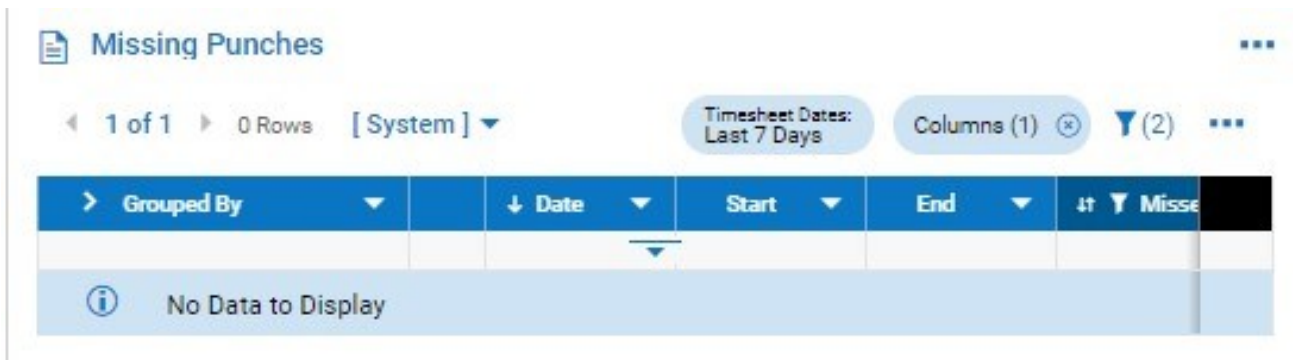 Missing Punches
1 of 1 0 Rows [ System ] Timesheet Dates: Columns (1) (2)
Last 7 Days
Grouped By Date Start End Misse
No Data to Display